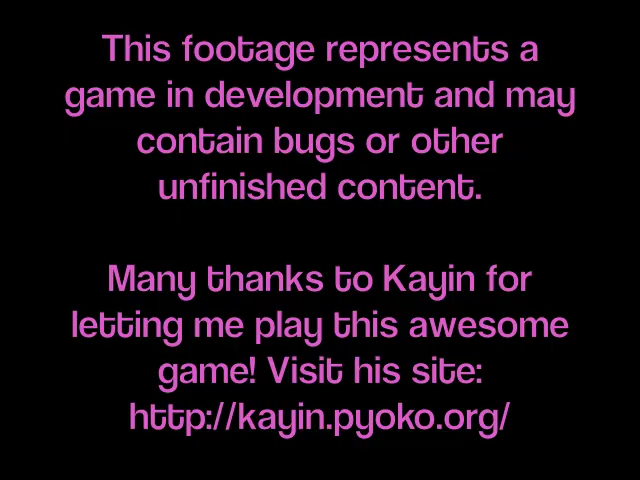 This footage represents a
game in development and may
contain bugs or other
unfinished content.
Many thanks to Kayin for
letting me play this awesome
game! Visit his site:
http://kayin.pyoko.org/